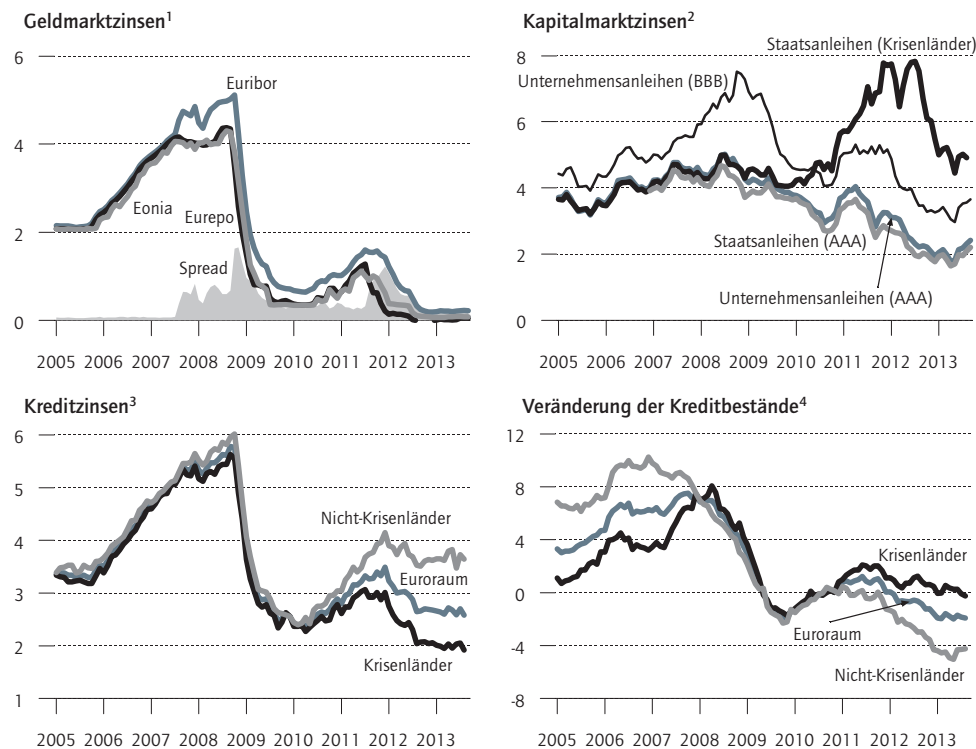 Geldmarktzinsen¹
6
4
2
0
Euribor
Eonia
Eurepo
Spread
2005 2006 2007 2008 2009 2010 2011 2012 2013
Kapitalmarktzinsen²
8
6
4
2
0
Staatsanleihen (Krisenländer)
Unternehmensanleihen (BBB)
Staatsanleihen (AAA)
Unternehmensanleihen (AAA)
2005 2006 2007 2008 2009 2010 2011 2012 2013
Kreditzinsen³
6
5
4
3
2
1
Nicht-Krisenländer
Euroraum
Krisenländer
2005 2006 2007 2008 2009 2010 2011 2012 2013
Veränderung der Kreditbestände⁴
12
8
4
0
-4
-8
Krisenländer
Euroraum
Nicht-Krisenländer
2005 2006 2007 2008 2009 2010 2011 2012 2013